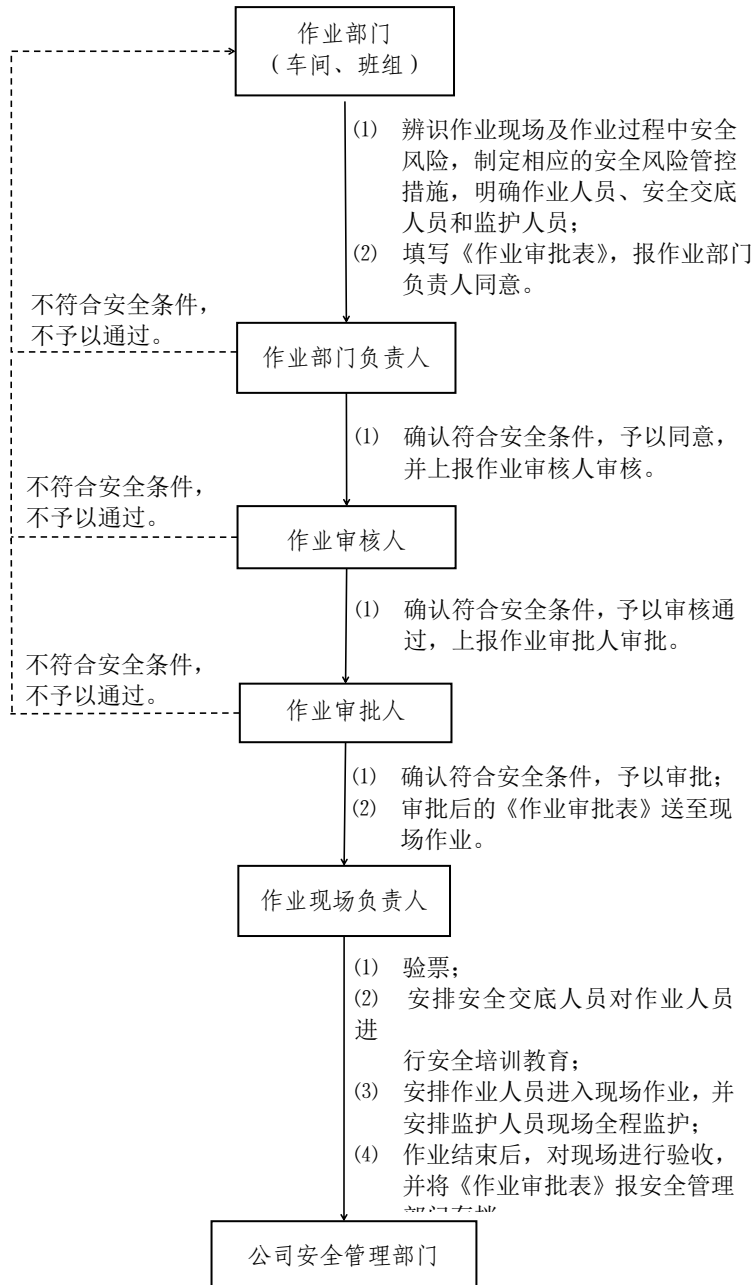 作业部门
（车间、班组）
⑴ 辨识作业现场及作业过程中安全
风险，制定相应的安全风险管控
措施，明确作业人员、安全交底
人员和监护人员；
⑵ 填写《作业审批表》，报作业部门
负责人同意。
不符合安全条件，
不予以通过。
作业部门负责人
⑴ 确认符合安全条件，予以同意，
并上报作业审核人审核。
不符合安全条件，
不予以通过。
作业审核人
⑴ 确认符合安全条件，予以审核通
过，上报作业审批人审批。
不符合安全条件，
不予以通过。
作业审批人
⑴ 确认符合安全条件，予以审批；
⑵ 审批后的《作业审批表》送至现
场作业。
作业现场负责人
⑴ 验票；
⑵ 安排安全交底人员对作业人员
进
行安全培训教育；
⑶ 安排作业人员进入现场作业，并
安排监护人员现场全程监护；
⑷ 作业结束后，对现场进行验收，
并将《作业审批表》报安全管理
公司安全管理部门